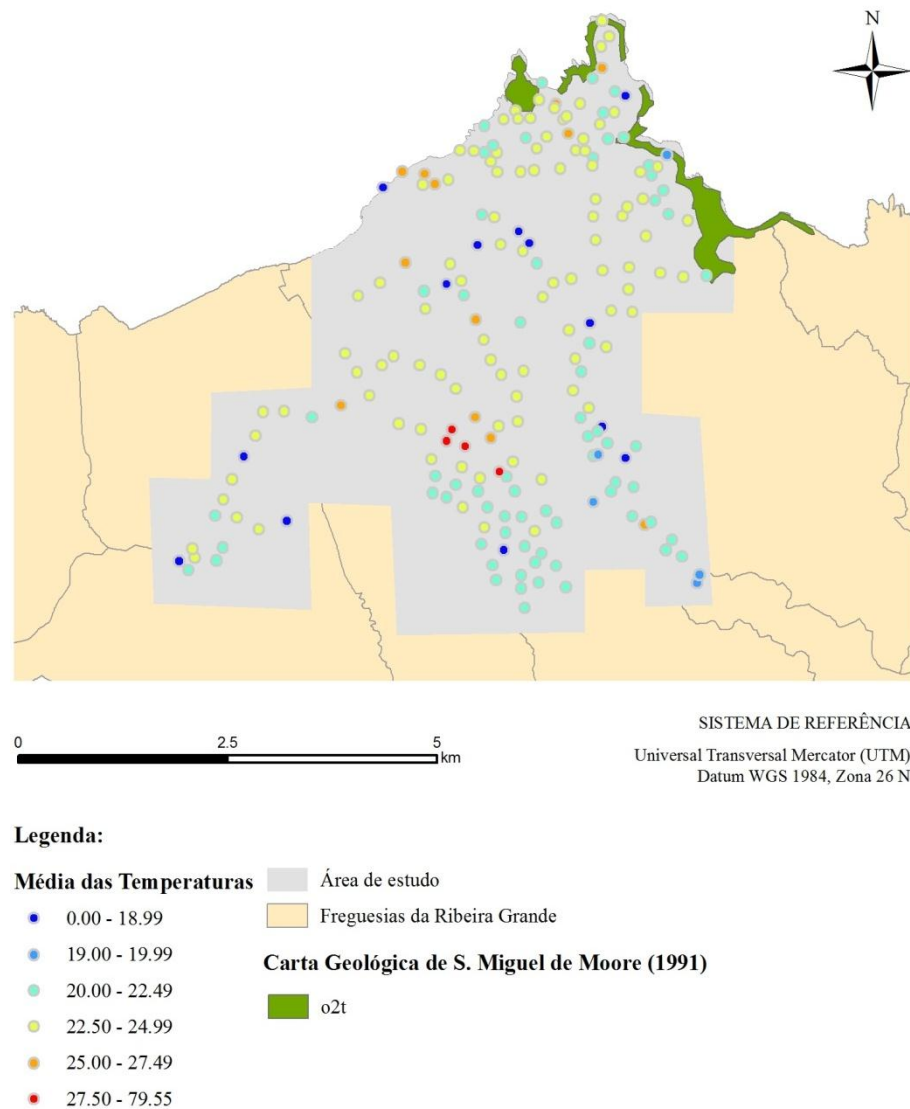 N
SISTEMA DE REFERÊNCIA
0 2.5 5
km
Universal Transversal Mercator (UTM)
Datum WGS 1984, Zona 26 N
Legenda:
Média das Temperaturas
0.00 - 18.99
19.00 - 19.99
20.00 - 22.49
22.50 - 24.99
25.00 - 27.49
27.50 - 79.55
Área de estudo
Freguesias da Ribeira Grande
Carta Geológica de S. Miguel de Moore (1991)
o2t